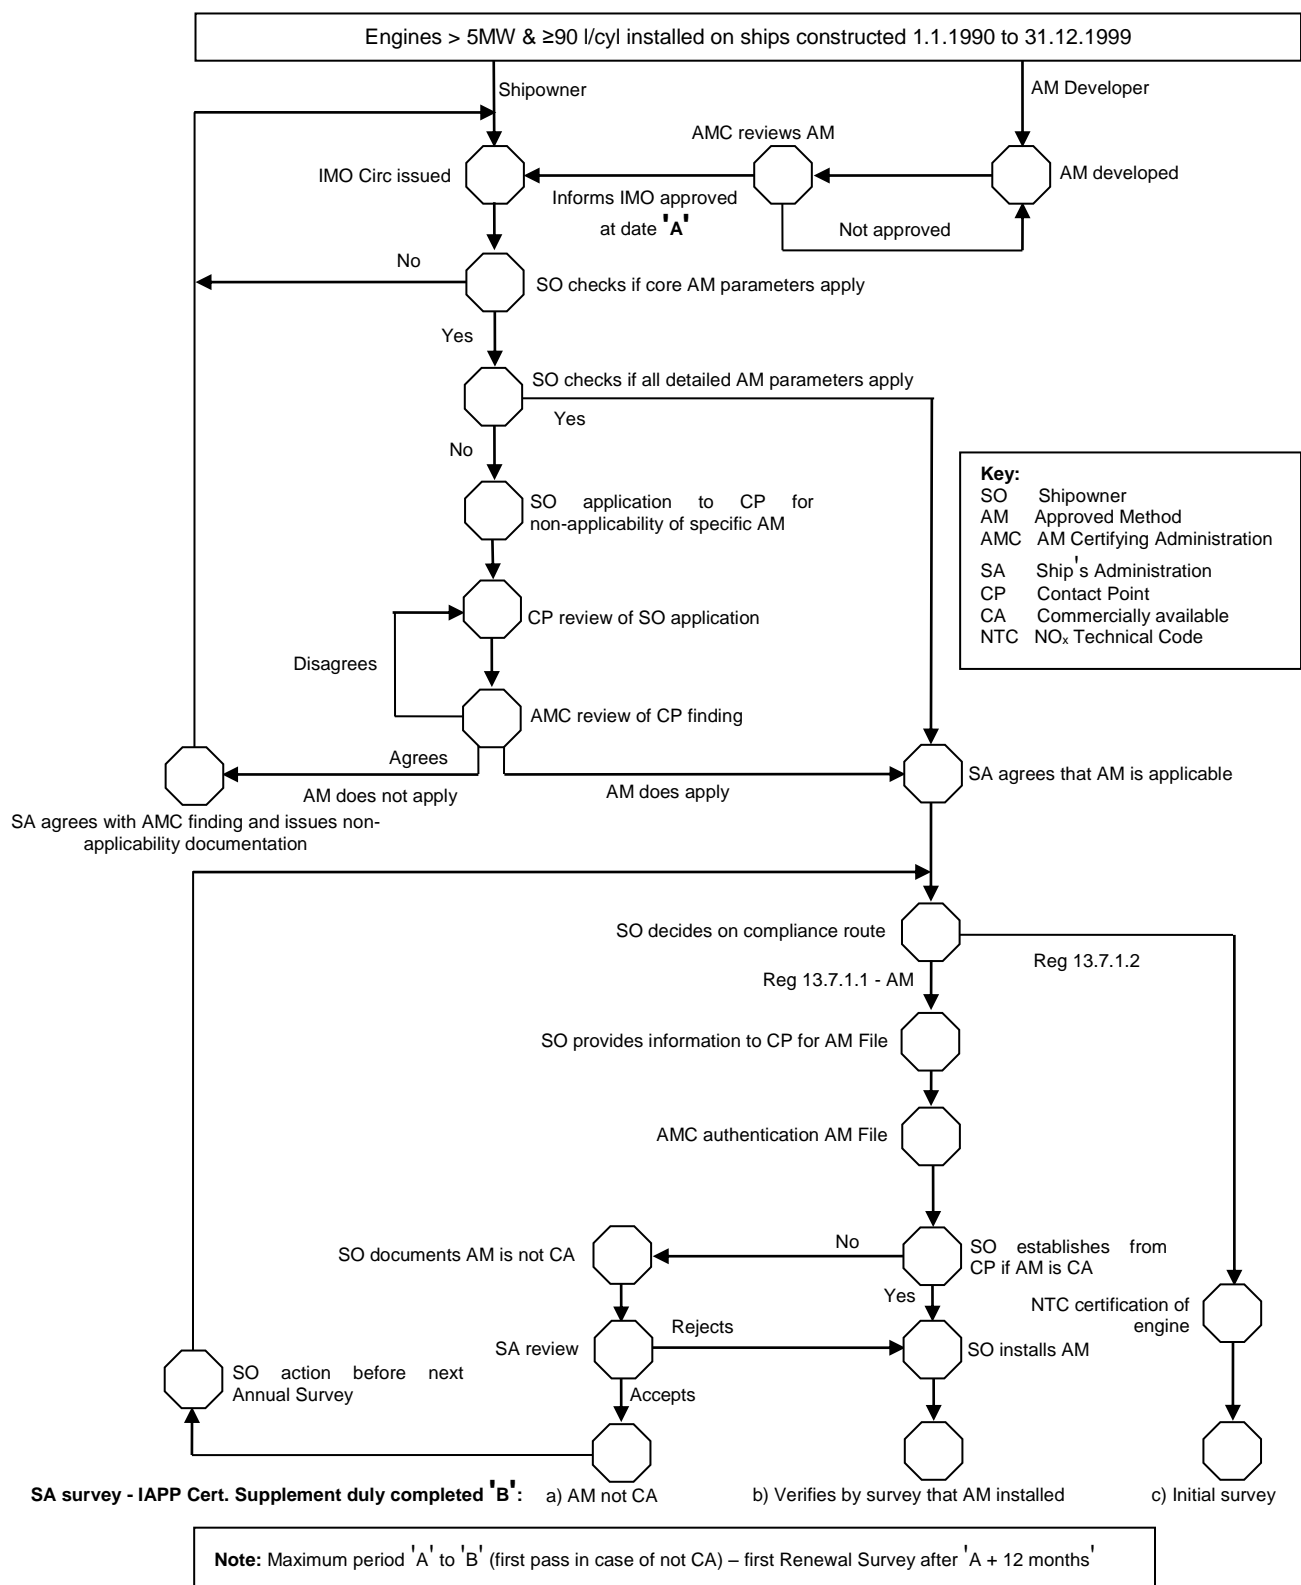 Engines > 5MW & ≥90 l/cyl installed on ships constructed 1.1.1990 to 31.12.1999
Shipowner
AM Developer
AMC reviews AM
IMO Circ issued
AM developed
Informs IMO approved
at date 'A'
Not approved
No
SO checks if core AM parameters apply
Yes
SO checks if all detailed AM parameters apply
Yes
No
Key:
SO Shipowner
AM Approved Method
AMC AM Certifying Administration
SA Ship's Administration
CP Contact Point
CA Commercially available
NTC NOx Technical Code
SO application to CP for
non-applicability of specific AM
CP review of SO application
Disagrees
AMC review of CP finding
Agrees
AM does not apply
AM does apply
SA agrees that AM is applicable
SA agrees with AMC finding and issues non-
applicability documentation
SO decides on compliance route
Reg 13.7.1.2
Reg 13.7.1.1 - AM
SO provides information to CP for AM File
AMC authentication AM File
No
SO documents AM is not CA
SO establishes from
CP if AM is CA
Yes
NTC certification of
engine
Rejects
SA review
SO installs AM
SO action before next
Annual Survey
Accepts
SA survey - IAPP Cert. Supplement duly completed 'B': a) AM not CA b) Verifies by survey that AM installed c) Initial survey
Note: Maximum period 'A' to 'B' (first pass in case of not CA) – first Renewal Survey after 'A + 12 months'